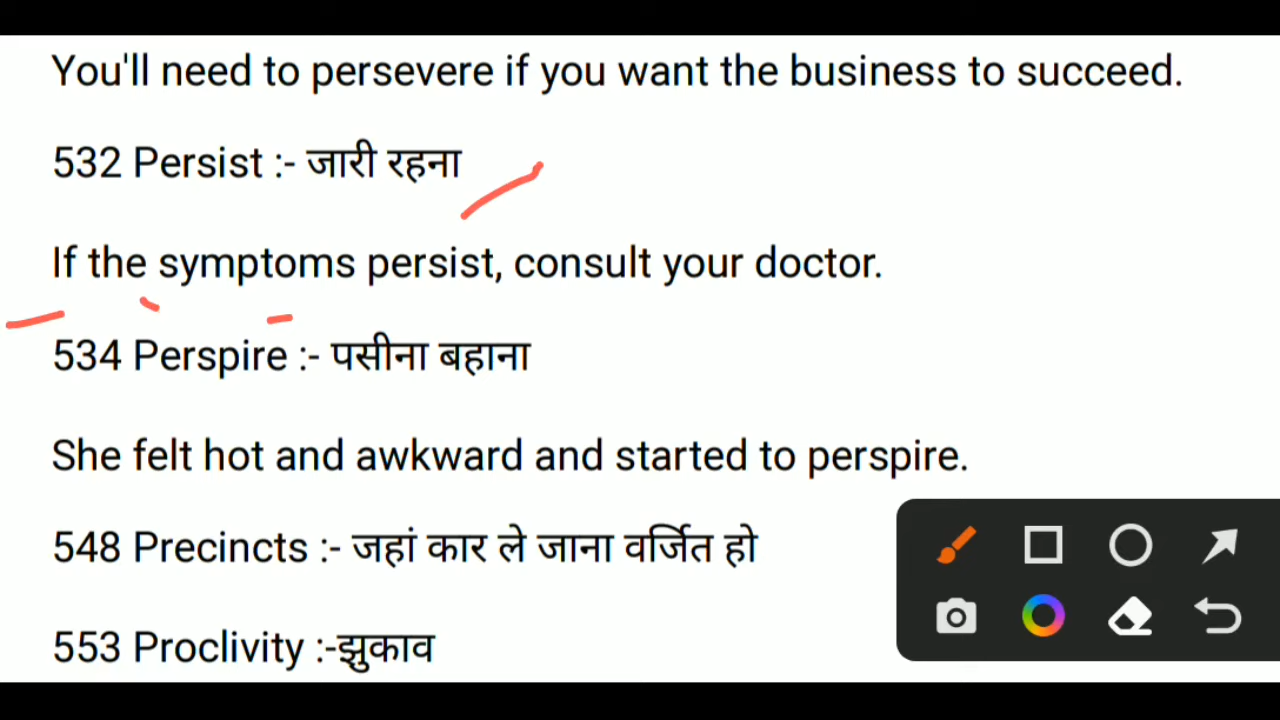 You'll need to persevere if you want the business to succeed.
532 Persist :- जारी रहना
If the symptoms persist, consult your doctor.
534 Perspire :- पसीना बहाना
She felt hot and awkward and started to perspire.
548 Precincts :- जहां कार ले जाना वर्जित हो
553 Proclivity :-झुकाव